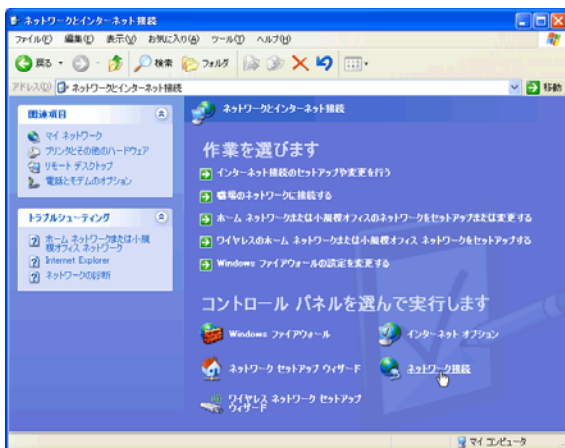 ネットワークとインターネット接続
ファイル(F) 編集(E) 表示(V) お気に入り(A) ツール(T) ヘルプ(H)
戻る 検索 フォルダ
アドレス(D) ネットワークとインターネット接続 移動
関連項目
マイ ネットワーク
プリンタとその他のハードウェア
リモート デスクトップ
電話とモデムのオプション
トラブルシューティング
ホーム ネットワークまたは小規
模オフィス ネットワーク
Internet Explorer
ネットワークの診断
ネットワークとインターネット接続
作業を選びます
インターネット接続のセットアップや変更を行う
職場のネットワークに接続する
ホーム ネットワークまたは小規模オフィスのネットワークをセットアップまたは変更する
ワイヤレスのホーム ネットワークまたは小規模オフィス ネットワークをセットアップする
Windows ファイアウォールの設定を変更する
コントロール パネルを選んで実行します
Windows ファイアウォール
インターネット オプション
ネットワーク セットアップ ウィザード
ネットワーク接続
ワイヤレス ネットワーク セットアップ
ウィザード
マイ コンピュータ